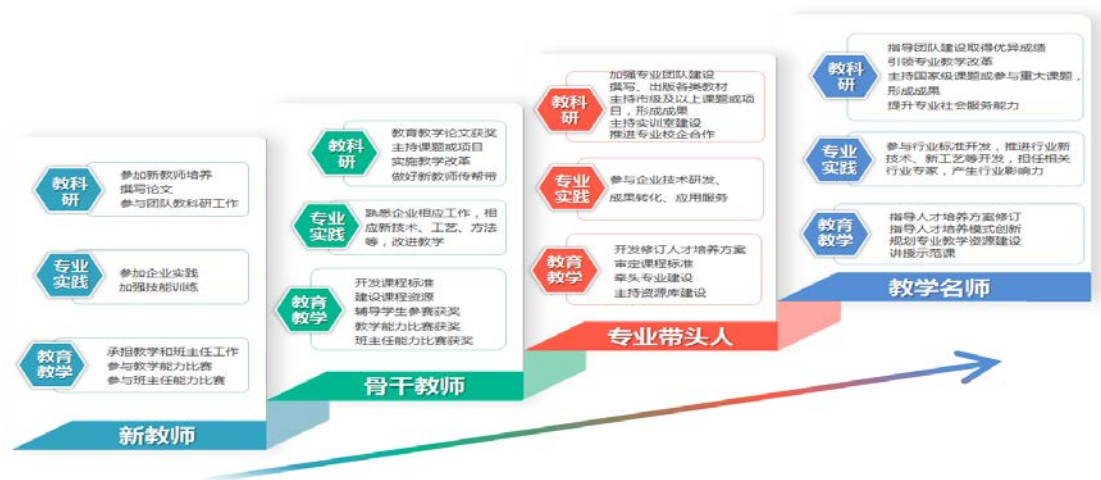 教科
研
参加新教师培养
撰写论文
参与团队教科研工作
专业
实践
参加企业实践
加强技能训练
教育
教学
承担教学和班主任工作
参与教学能力比赛
参与班主任能力比赛
新教师
教科
研
教育教学论文获奖
主持课题或项目
实施教学改革
做好新教师传帮带
专业
实践
熟悉企业相应工作，相
应新技术、工艺、方法
等，改进教学
教育
教学
开发课程标准
建设课程资源
辅导学生参赛获奖
教学能力比赛获奖
班主任能力比赛获奖
骨干教师
教科
研
加强专业团队建设
撰写、出版各类教材
主持市级及以上课题或项
目，形成成果
主持实训室建设
推进专业校企合作
专业
实践
参与企业技术研发、
成果转化、应用服务
教育
教学
开发修订人才培养方案
审定课程标准
牵头专业建设
主持资源库建设
专业带头人
教科
研
指导团队建设取得优异成绩
引领专业教学改革
主持国家级课题或参与重大课题，
形成成果
提升专业社会服务能力
专业
实践
参与行业标准开发，推进行业新
技术、新工艺等开发，担任相关
行业专家，产生行业影响力
教育
教学
指导人才培养方案修订
指导人才培养模式创新
规划专业教学资源建设
讲授示范课
教学名师